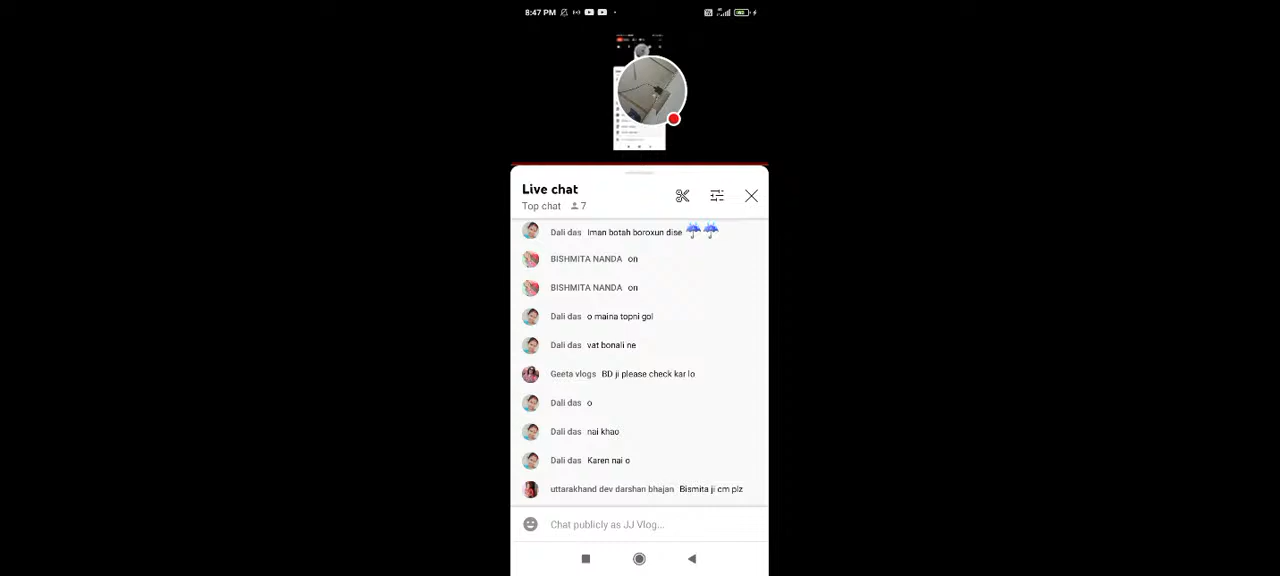 8:47 PM
Live chat
Top chat 7
Dali das Iman botah boroxun dise ☔☔
BISHMITA NANDA on
BISHMITA NANDA on
Dali das o maina topni gol
Dali das vat bonali ne
Geeta vlogs BD ji please check kar lo
Dali das o
Dali das nai khao
Dali das Karen nai o
uttarakhand dev darshan bhajan Bismita ji cm plz
Chat publicly as JJ Vlog...